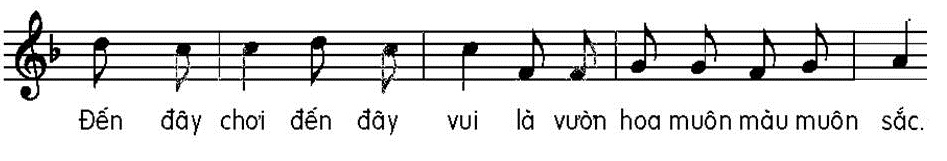 Đến đây chơi đến đây vui là vườn hoa muôn màu muôn sắc.